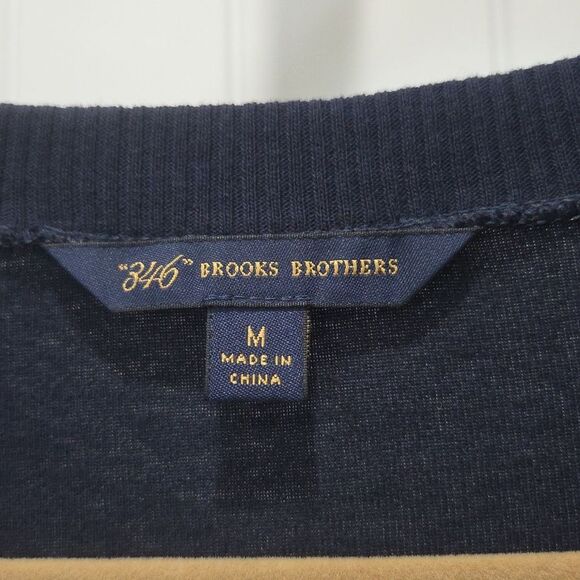 "346" BROOKS BROTHERS
M
MADE IN
CHINA